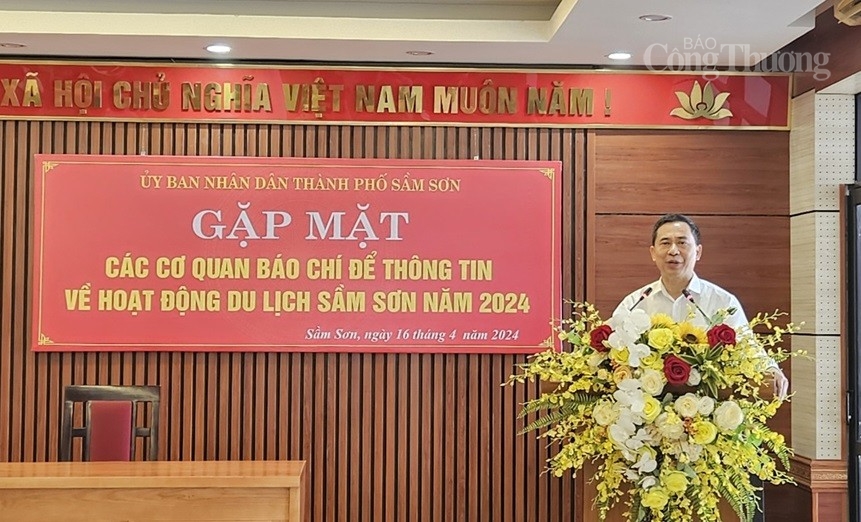 BÁO
Công Thương
XÃ HỘI CHỦ NGHĨA VIỆT NAM MUÔN NĂM !
ỦY BAN NHÂN DÂN THÀNH PHỐ SẦM SƠN
GẶP MẶT
CÁC CƠ QUAN BÁO CHÍ ĐỂ THÔNG TIN
VỀ HOẠT ĐỘNG DU LỊCH SẦM SƠN NĂM 2024
Sầm Sơn, ngày 16 tháng 4 năm 2024